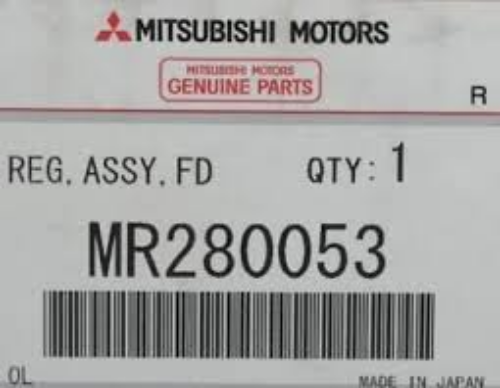 MITSUBISHI MOTORS
MITSUBISHI MOTORS
GENUINE PARTS
R
REG. ASSY, FD QTY: 1
MR280053
OL
MADE IN JAPAN